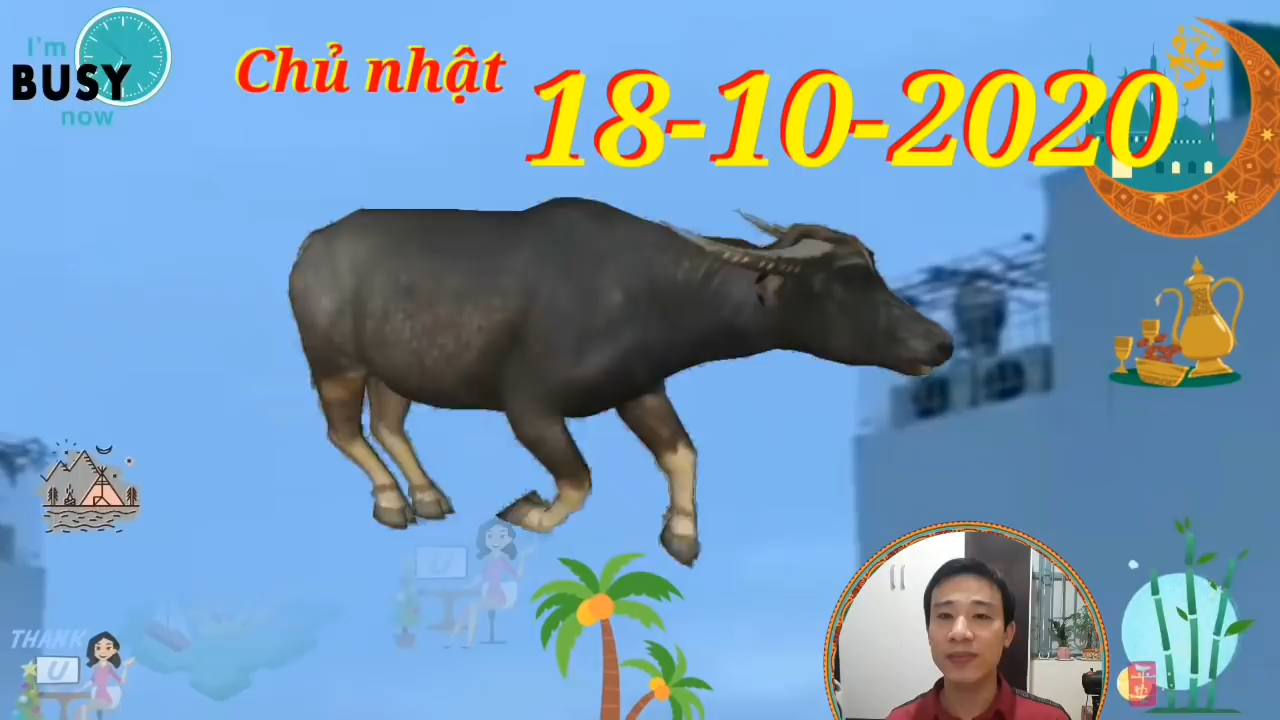 I'm
BUSY
now
Chủ nhật
18-10-2020
THANK
U
U